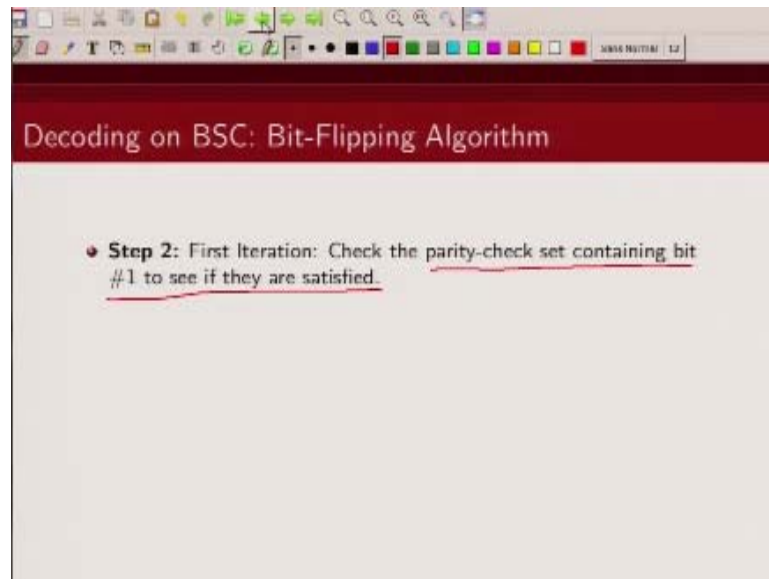 T
12
Decoding on BSC: Bit-Flipping Algorithm
Step 2: First Iteration: Check the parity-check set containing bit
#1 to see if they are satisfied.